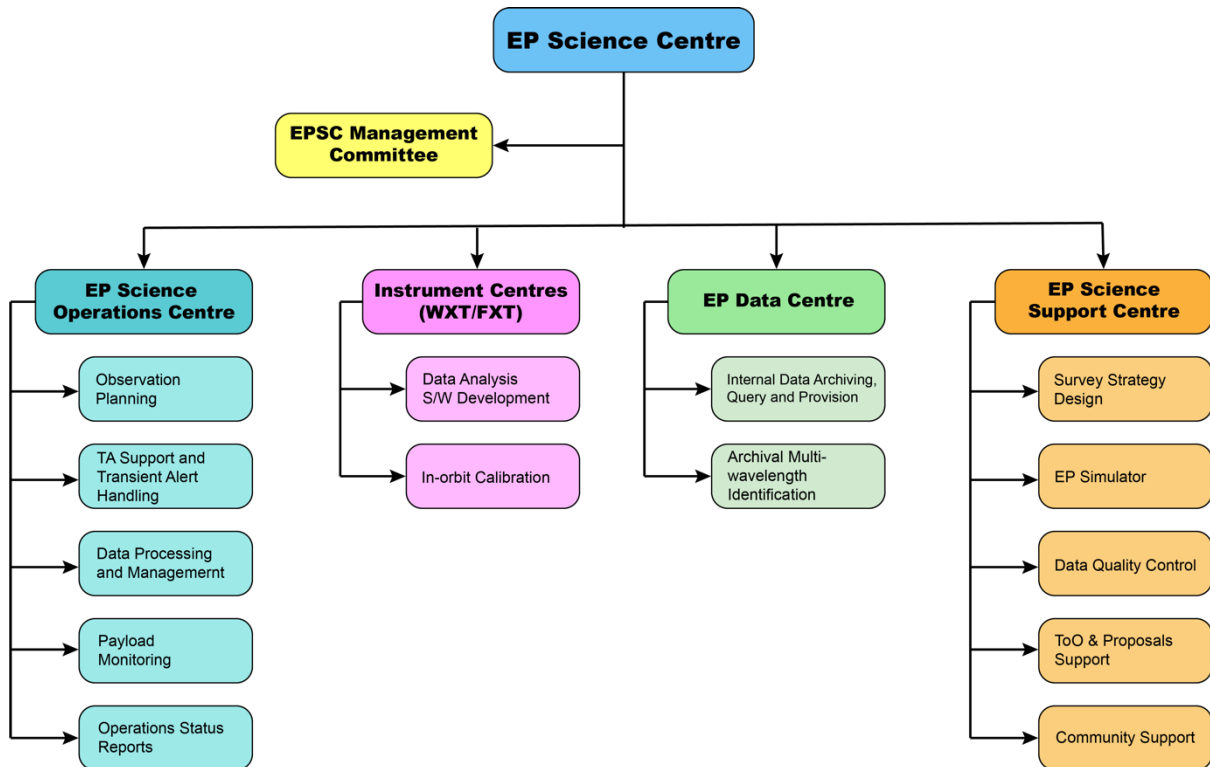 EP Science Centre
EPSC Management
Committee
EP Science
Operations Centre
Observation
Planning
TA Support and
Transient Alert
Handling
Data Processing
and Managemernt
Payload
Monitoring
Operations Status
Reports
Instrument Centres
(WXT/FXT)
Data Analysis
S/W Development
In-orbit Calibration
EP Data Centre
Internal Data Archiving,
Query and Provision
Archival Multi-
wavelength
Identification
EP Science
Support Centre
Survey Strategy
Design
EP Simulator
Data Quality Control
ToO & Proposals
Support
Community Support